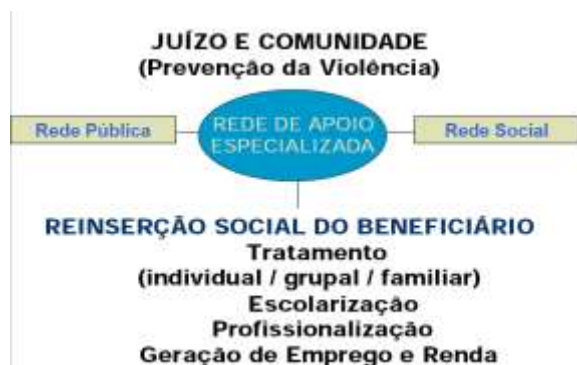 JUÍZO E COMUNIDADE
(Prevenção da Violência)
Rede Pública
REDE DE APOIO
ESPECIALIZADA
Rede Social
REINSERÇÃO SOCIAL DO BENEFICIÁRIO
Tratamento
(individual / grupal / familiar)
Escolarização
Profissionalização
Geração de Emprego e Renda